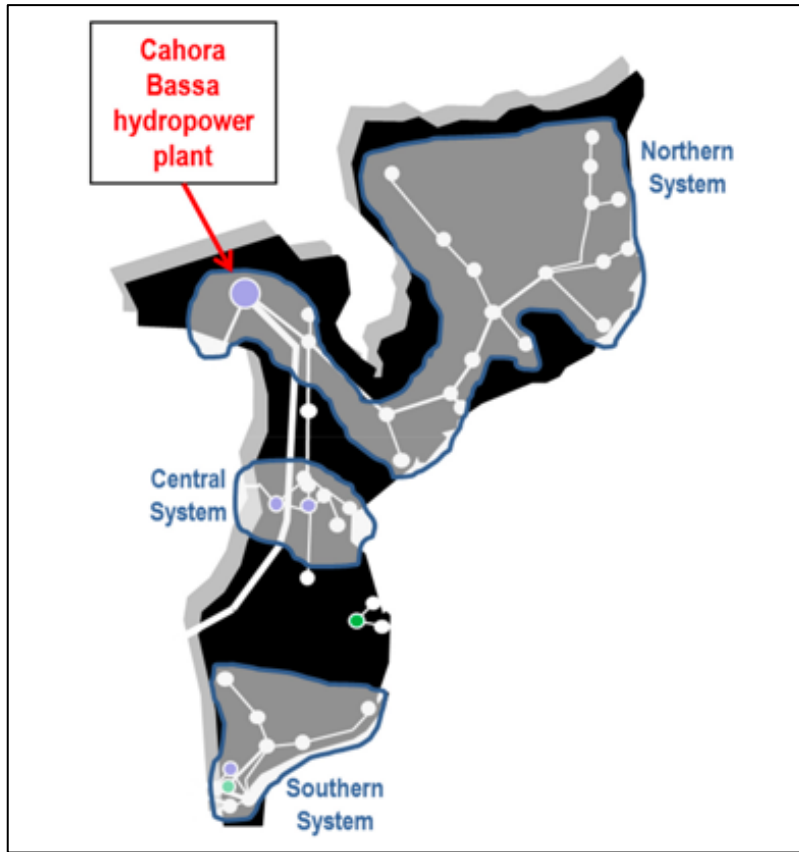 Cahora
Bassa
hydropower
plant
Northern
System
Central
System
Southern
System